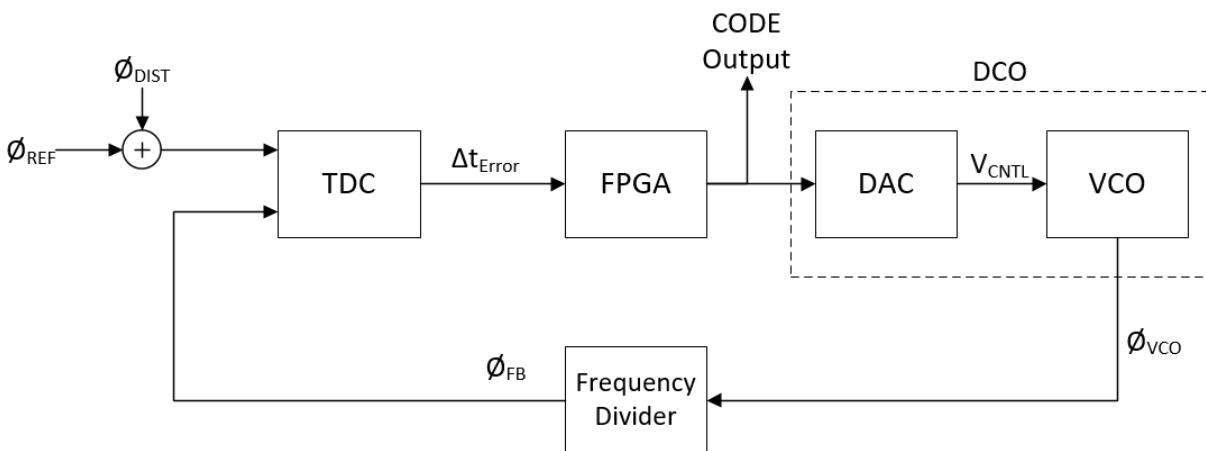 CODE
Output
ØDIST
DCO
ØREF
TDC
ΔtError
FPGA
DAC
VCNTL
VCO
ØVCO
ØFB
Frequency
Divider
+